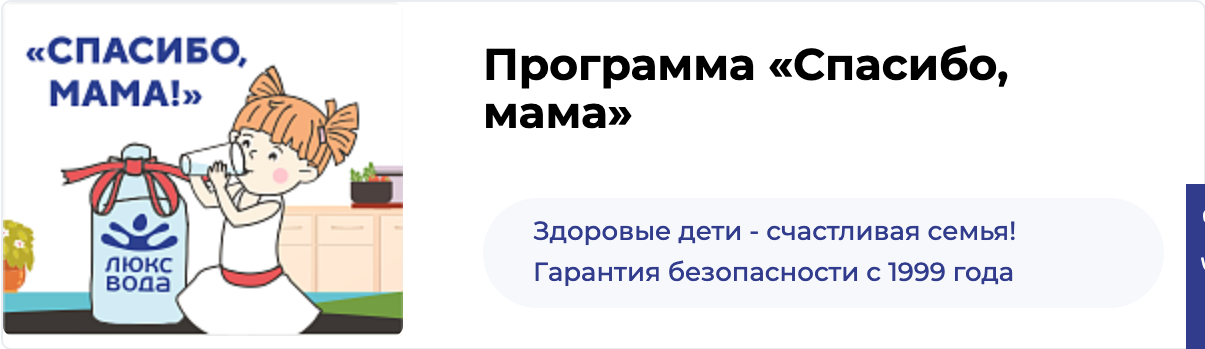 «СПАСИБО,
МАМА!»
ЛЮКС
ВОДА
Программа «Спасибо,
мама»
Здоровые дети - счастливая семья!
Гарантия безопасности с 1999 года